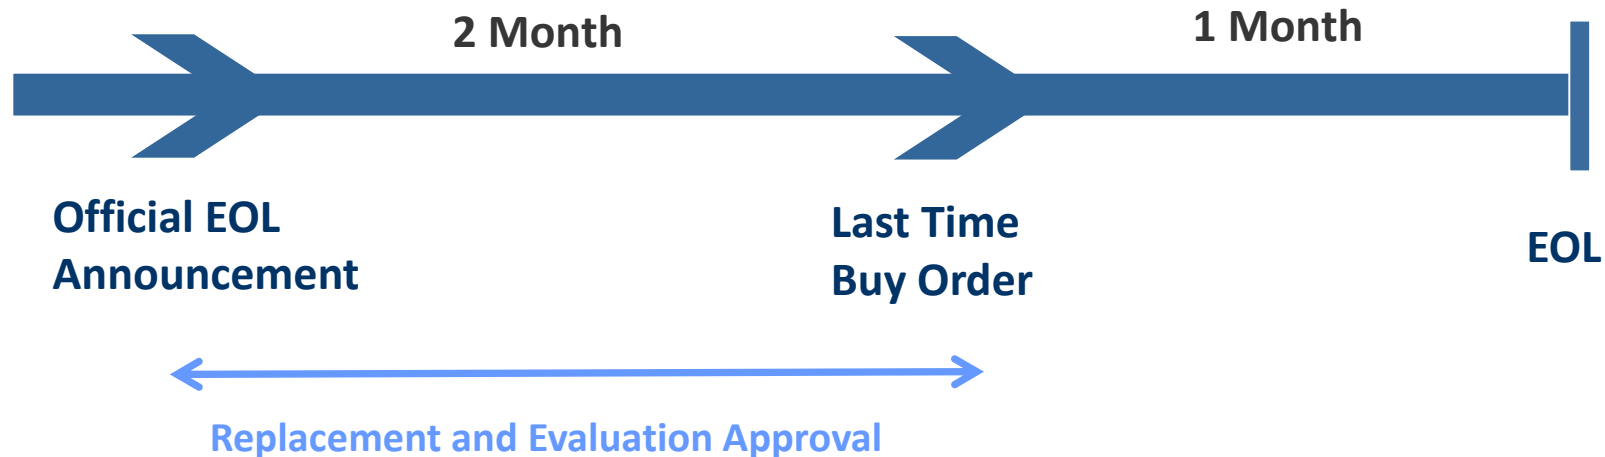 2 Month
1 Month
Official EOL
Announcement
Last Time
Buy Order
EOL
Replacement and Evaluation Approval